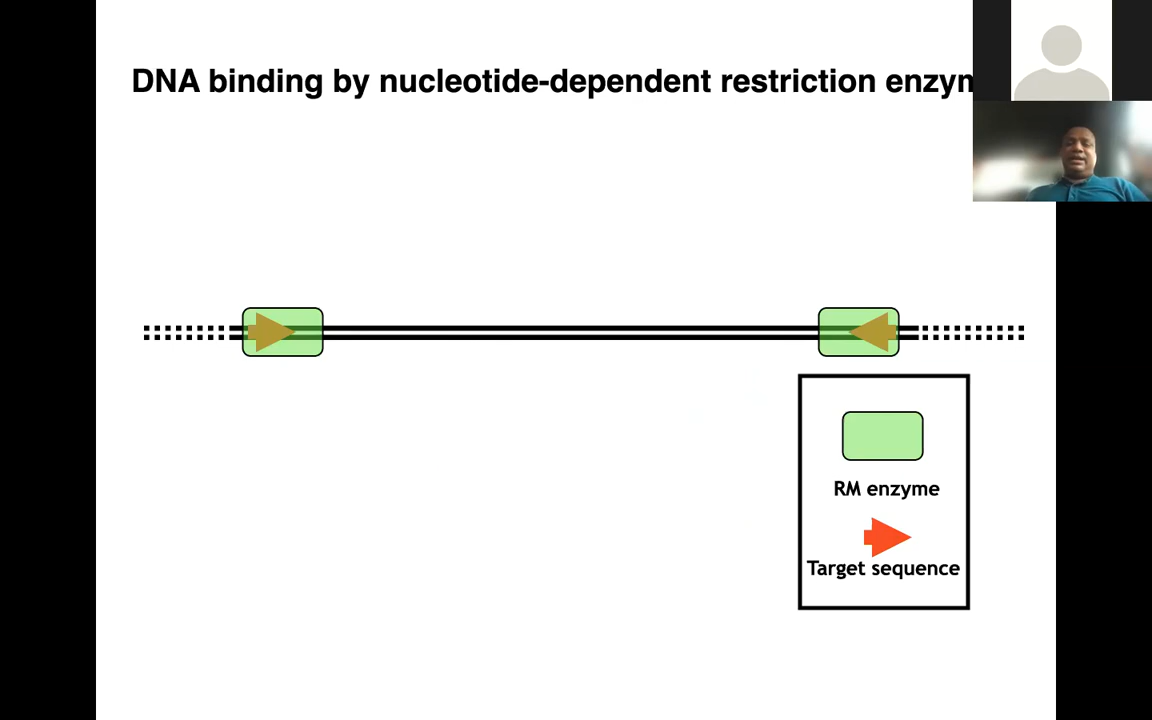 DNA binding by nucleotide-dependent restriction enzym
RM enzyme
Target sequence